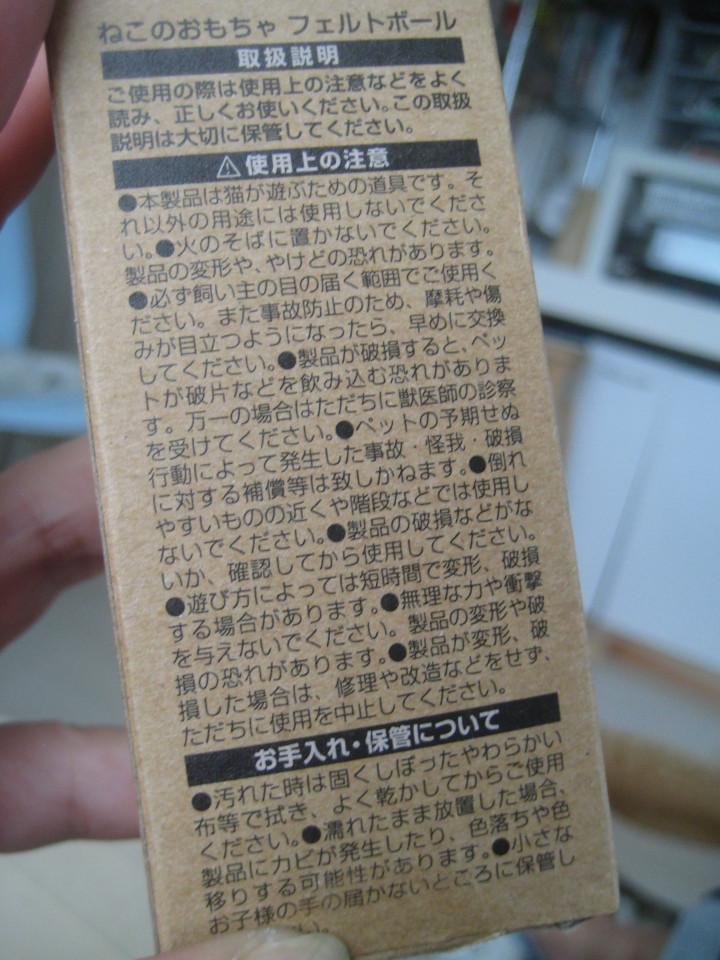 ねこのおもちゃ フェルトボール
取扱説明
ご使用の際は使用上の注意などをよく
読み、正しくお使いください。この取扱
説明は大切に保管してください。
⚠使用上の注意
●本製品は猫が遊ぶための道具です。そ
れ以外の用途には使用しないでくださ
い。●火のそばに置かないでください。
製品の変形や、やけどの恐れがあります。
●必ず飼い主の目の届く範囲でご使用く
ださい。また事故防止のため、摩耗や傷
みが目立つようになったら、早めに交換
してください。●製品が破損すると、ペッ
トが破片などを飲み込む恐れがありま
す。万一の場合はただちに獣医師の診察
を受けてください。●ペットの予期せぬ
行動によって発生した事故・怪我・破損
に対する補償等は致しかねます。●倒れ
やすいものの近くや階段などでは使用し
ないでください。●製品の破損などがな
いか、確認してから使用してください。
●遊び方によっては短時間で変形、破損
する場合があります。●無理な力や衝撃
を与えないでください。製品の変形や破
損の恐れがあります。●製品が変形、破
損した場合は、修理や改造などをせず、
ただちに使用を中止してください。
お手入れ・保管について
●汚れた時は固くしぼったやわらかい
布等で拭き、よく乾かしてからご使用
ください。●濡れたまま放置した場合、
製品にカビが発生したり、色落ちや色
移りする可能性があります。●小さな
お子様の手の届かないところに保管し
い。